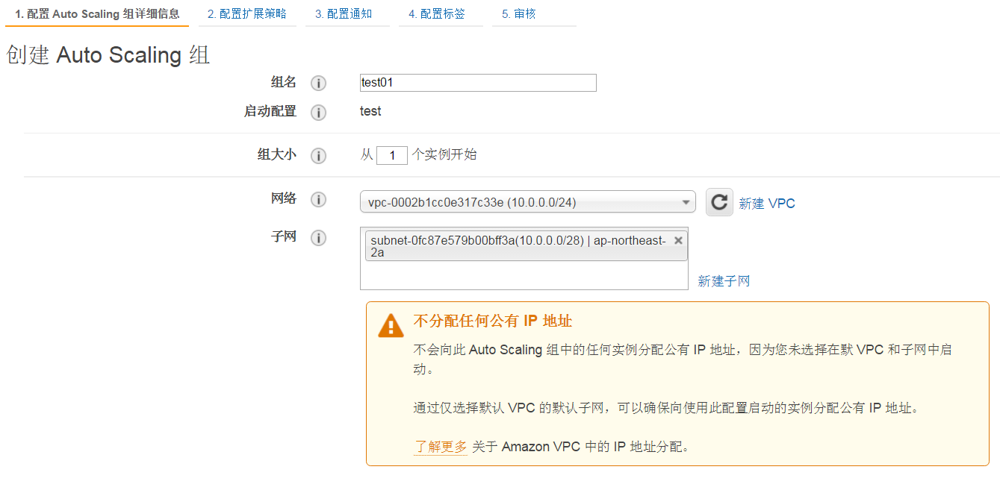 1. 配置 Auto Scaling 组详细信息 2. 配置扩展策略 3. 配置通知 4. 配置标签 5. 审核
创建 Auto Scaling 组
组名 test01
启动配置 test
组大小 从 1 个实例开始
网络 vpc-0002b1cc0e317c33e (10.0.0.0/24) 新建 VPC
子网 subnet-0fc87e579b00bff3a(10.0.0.0/28) | ap-northeast-
2a
新建子网
不分配任何公有 IP 地址
不会向此 Auto Scaling 组中的任何实例分配公有 IP 地址，因为您未选择在默 VPC 和子网中启
动。
通过仅选择默认 VPC 的默认子网，可以确保向使用此配置启动的实例分配公有 IP 地址。
了解更多 关于 Amazon VPC 中的 IP 地址分配。